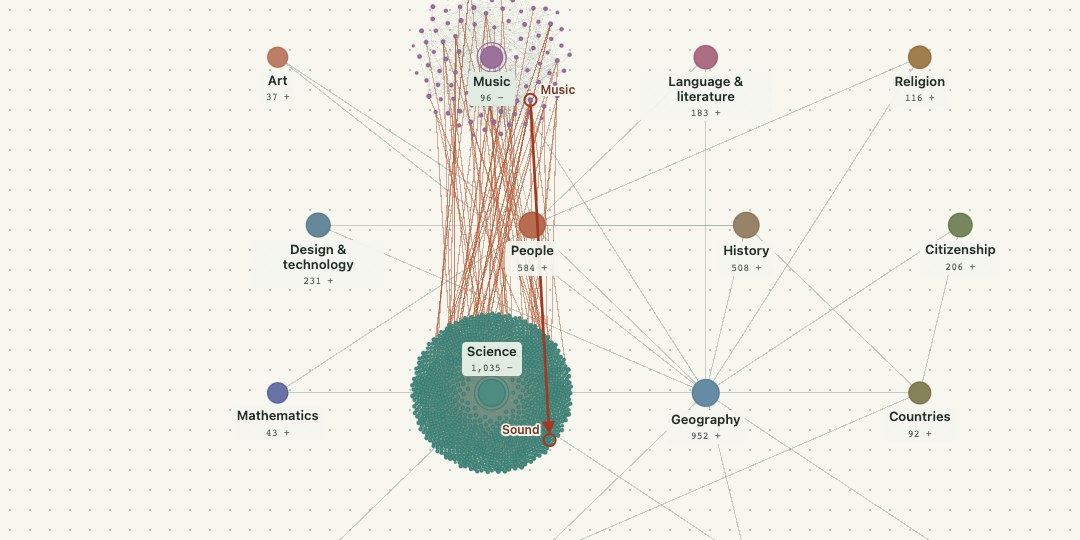 Art
37 +
Music
96 −
Music
Language &
literature
183 +
Religion
116 +
Design &
technology
231 +
People
584 +
History
508 +
Citizenship
206 +
Science
1,035 −
Mathematics
43 +
Sound
Geography
952 +
Countries
92 +